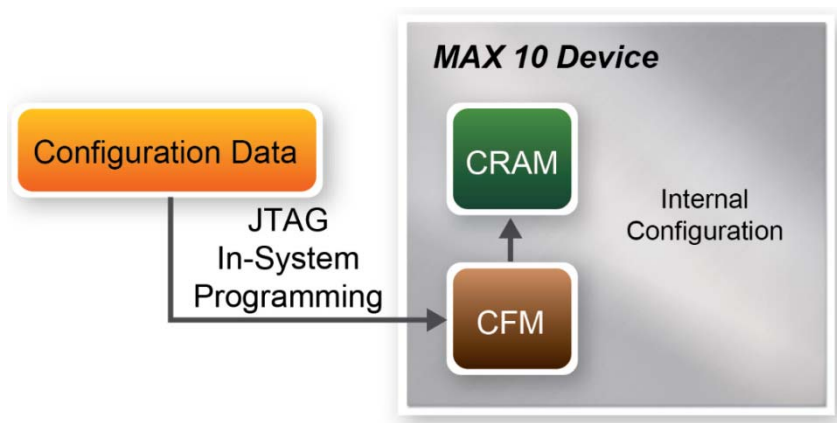 MAX 10 Device
Configuration Data
CRAM
JTAG
In-System
Programming
Internal
Configuration
CFM